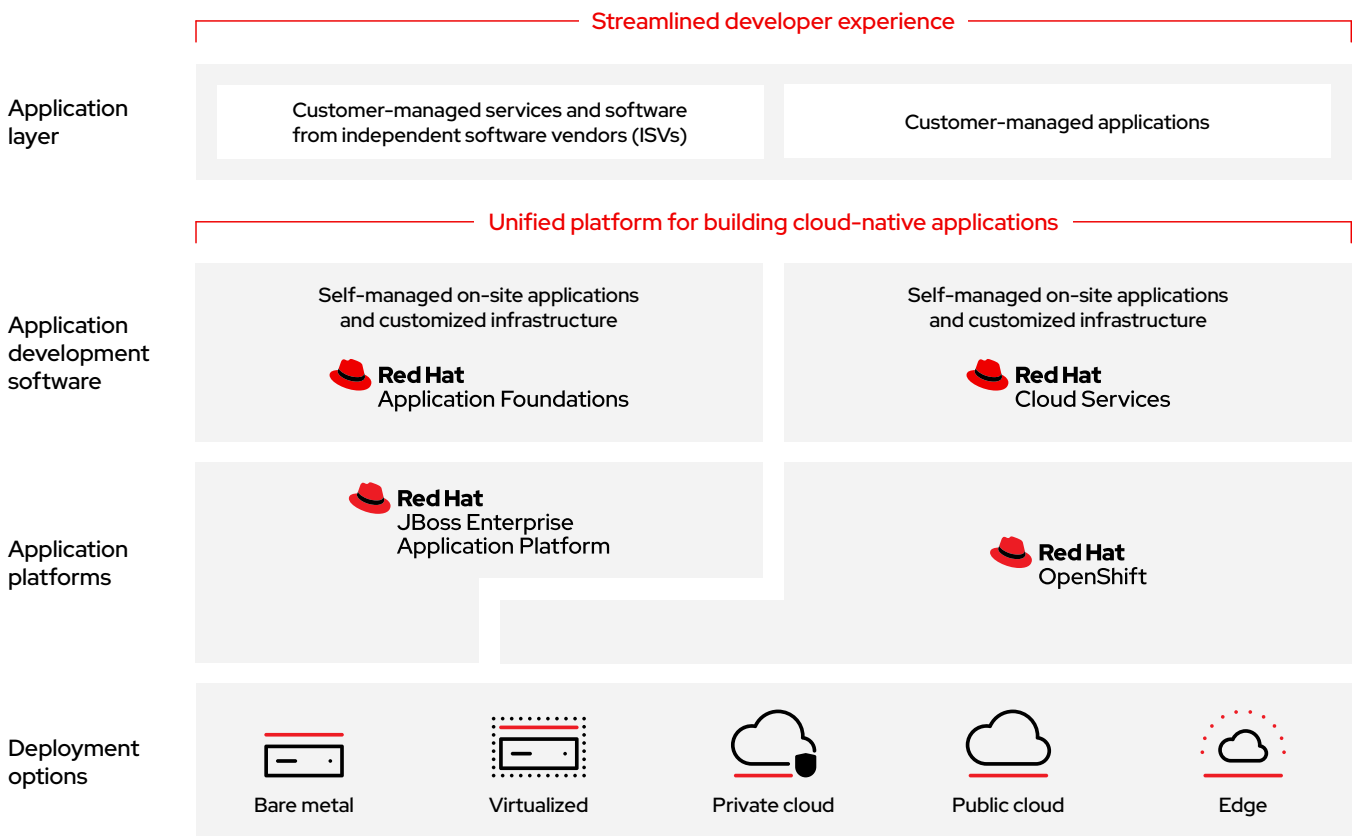 Streamlined developer experience
Application
layer
Customer-managed services and software
from independent software vendors (ISVs)
Customer-managed applications
Unified platform for building cloud-native applications
Application
development
software
Self-managed on-site applications
and customized infrastructure
Red Hat
Application Foundations
Self-managed on-site applications
and customized infrastructure
Red Hat
Cloud Services
Application
platforms
Red Hat
JBoss Enterprise
Application Platform
Red Hat
OpenShift
Deployment
options
Bare metal
Virtualized
Private cloud
Public cloud
Edge